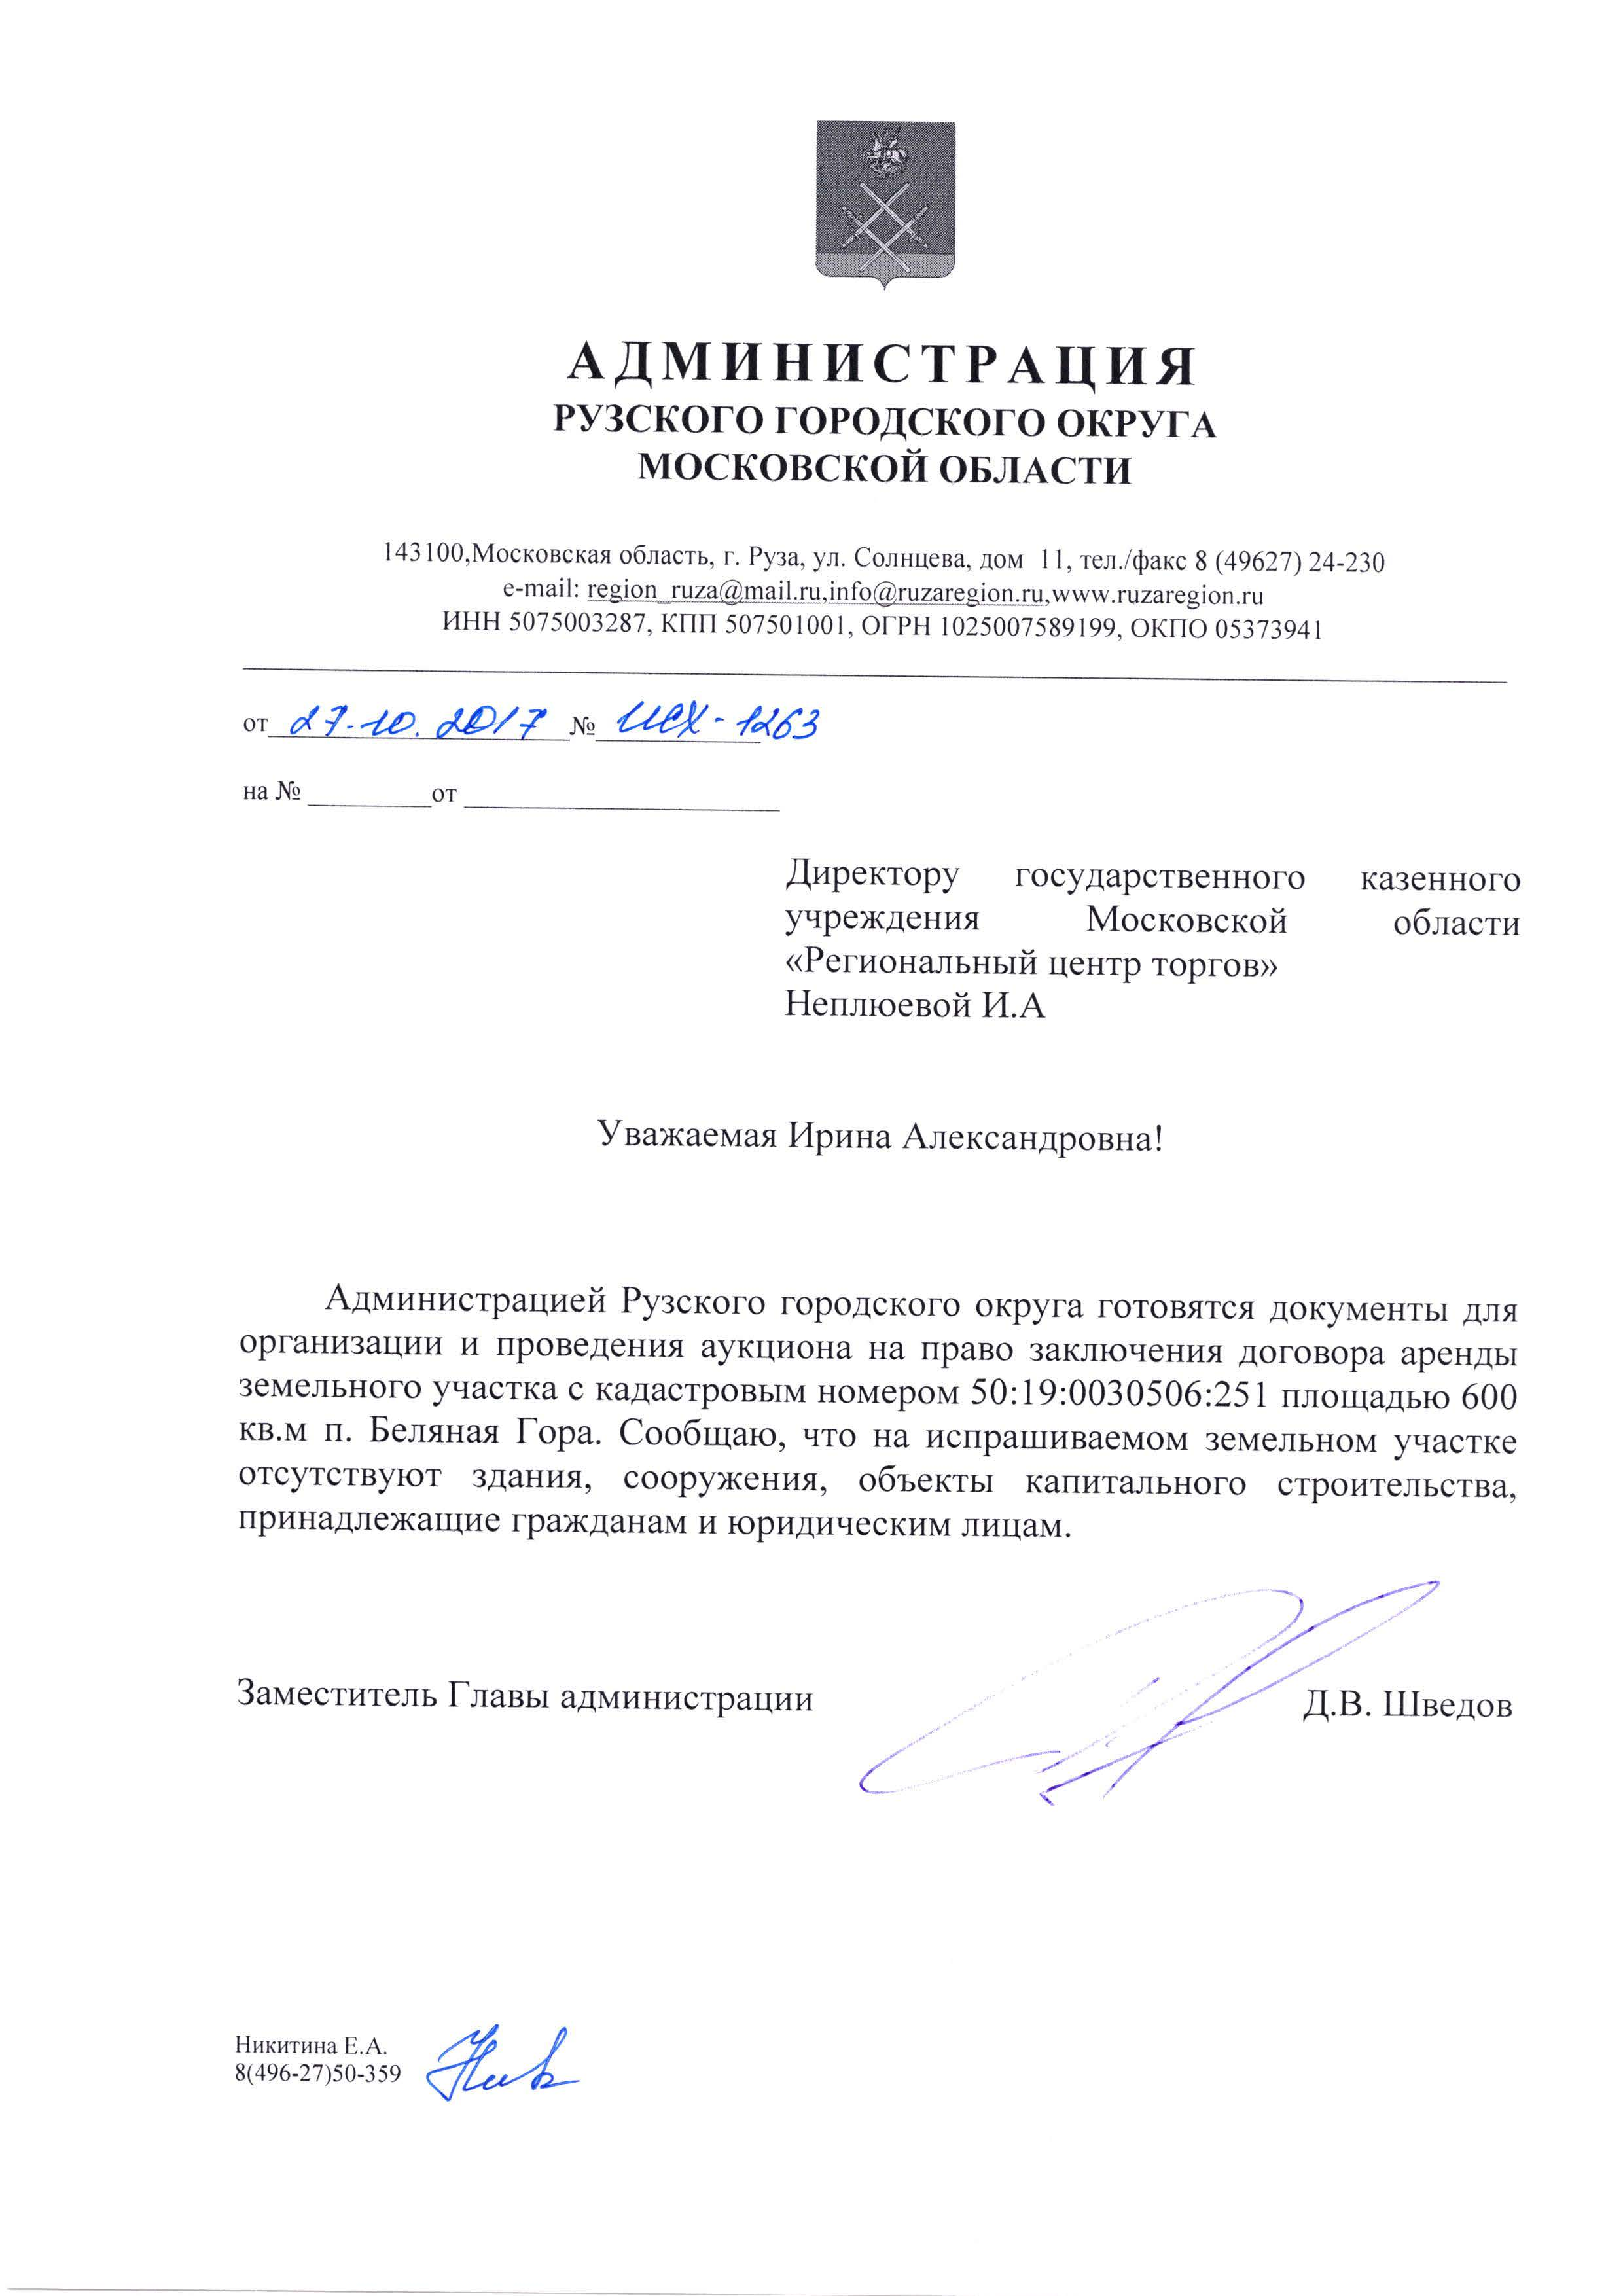 АДМИНИСТРАЦИЯ
РУЗСКОГО ГОРОДСКОГО ОКРУГА
МОСКОВСКОЙ ОБЛАСТИ
143100,Московская область, г. Руза, ул. Солнцева, дом 11, тел./факс 8 (49627) 24-230
e-mail: region_ruza@mail.ru,info@ruzaregion.ru,www.ruzaregion.ru
ИНН 5075003287, КПП 507501001, ОГРН 1025007589199, ОКПО 05373941
от 27.10.2017 № исх-1263
на № __________от __________________________
Директору государственного казенного
учреждения Московской области
«Региональный центр торгов»
Неплюевой И.А
Уважаемая Ирина Александровна!
Администрацией Рузского городского округа готовятся документы для
организации и проведения аукциона на право заключения договора аренды
земельного участка с кадастровым номером 50:19:0030506:251 площадью 600
кв.м п. Беляная Гора. Сообщаю, что на испрашиваемом земельном участке
отсутствуют здания, сооружения, объекты капитального строительства,
принадлежащие гражданам и юридическим лицам.
Заместитель Главы администрации Д.В. Шведов
Никитина Е.А.
8(496-27)50-359